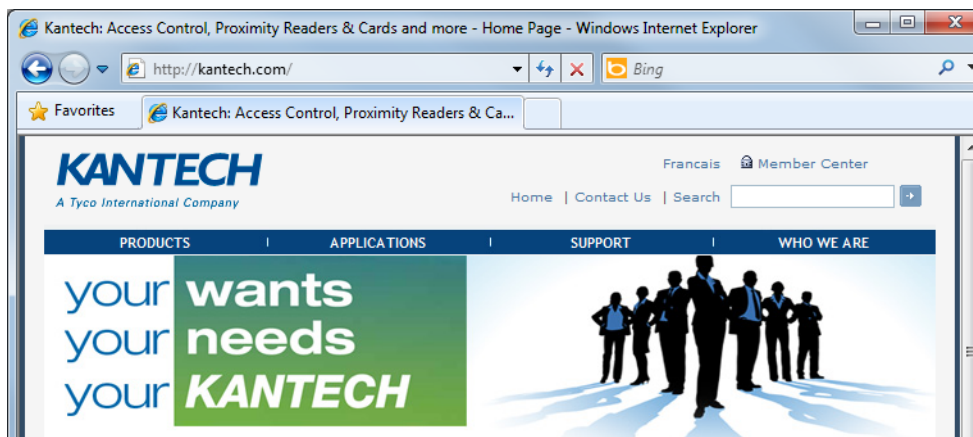 Kantech: Access Control, Proximity Readers & Cards and more - Home Page - Windows Internet Explorer
http://kantech.com/
Bing
Favorites
Kantech: Access Control, Proximity Readers & Ca...
KANTECH
A Tyco International Company
Francais Member Center
Home | Contact Us | Search
PRODUCTS | APPLICATIONS | SUPPORT | WHO WE ARE
your wants
your needs
your KANTECH